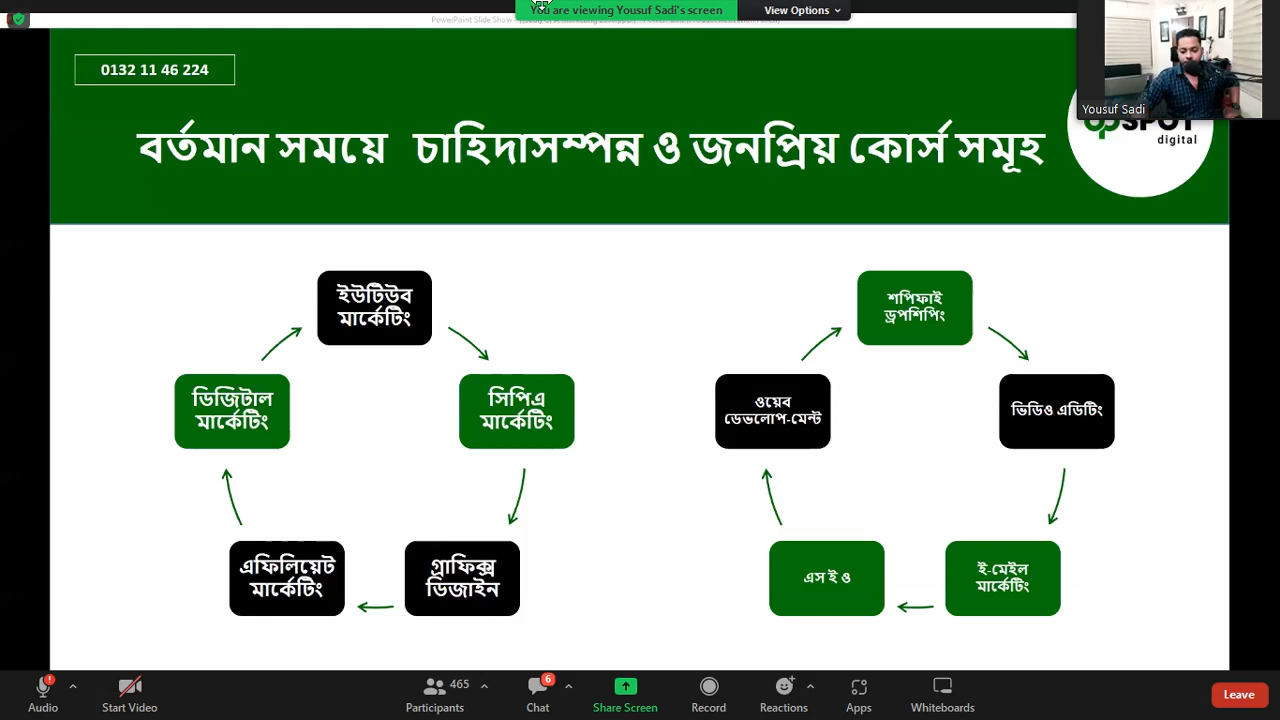 You are viewing Yousuf Sadi's screen
View Options
0132 11 46 224
Yousuf Sadi
বর্তমান সময়ে চাহিদাসম্পন্ন ও জনপ্রিয় কোর্স সমূহ
digital
ইউটিউব
মার্কেটিং
ডিজিটাল
মার্কেটিং
সিপিএ
মার্কেটিং
এফিলিয়েট
মার্কেটিং
গ্রাফিক্স
ডিজাইন
শপিফাই
ড্রপশিপিং
ওয়েব
ডেভলোপ-মেন্ট
ভিডিও এডিটিং
এস ই ও
ই-মেইল
মার্কেটিং
465
6
Audio
Start Video
Participants
Chat
Share Screen
Record
Reactions
Apps
Whiteboards
Leave